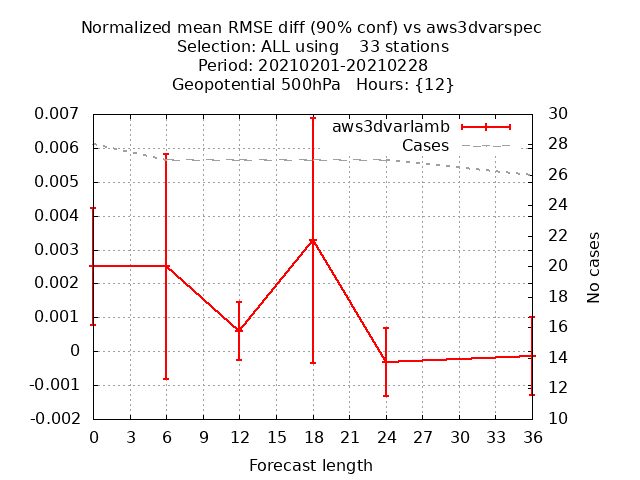 Normalized mean RMSE diff (90% conf) vs aws3dvarspec
Selection: ALL using    33 stations
Period: 20210201-20210228
Geopotential 500hPa   Hours: {12}
aws3dvarlamb
Cases
0.007
0.006
0.005
0.004
0.003
0.002
0.001
0
-0.001
-0.002
30
28
26
24
22
20
18
16
14
12
10
No cases
0 3 6 9 12 15 18 21 24 27 30 33 36
Forecast length